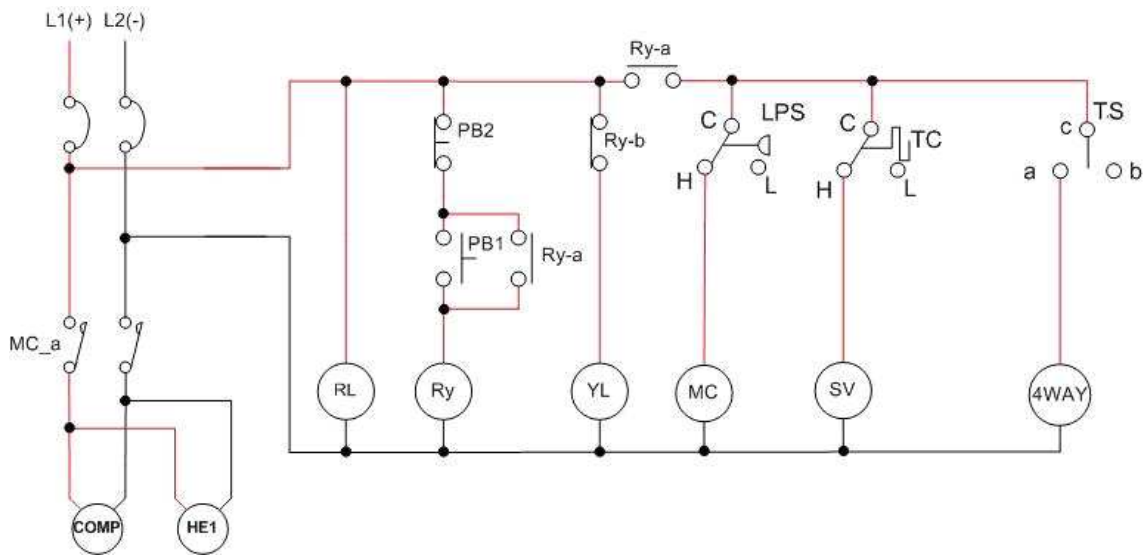 L1(+) L2(-)
Ry-a
PB2
Ry-b
C
LPS
H
L
C
TC
H
L
c
TS
a
b
PB1
Ry-a
MC_a
RL
Ry
YL
MC
SV
4WAY
COMP
HE1